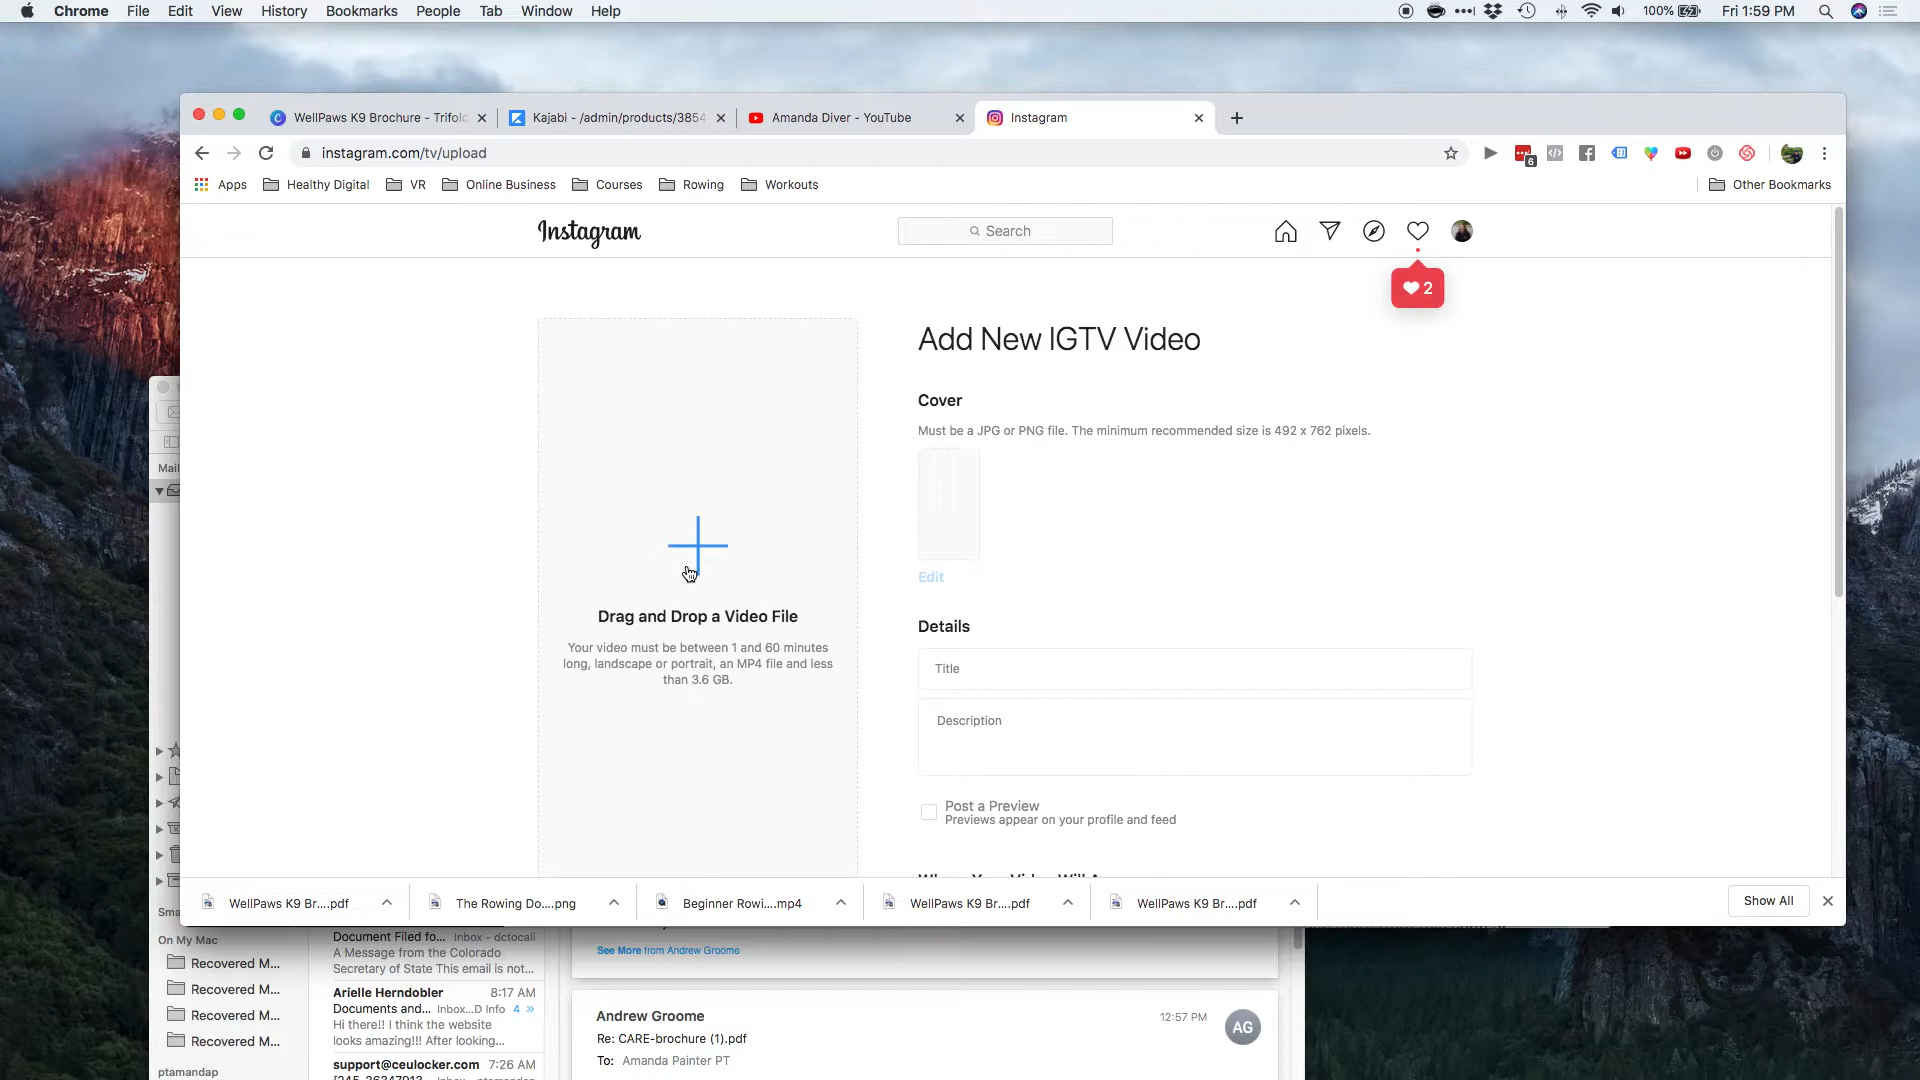 Chrome File Edit View History Bookmarks People Tab Window Help
100% Fri 1:59 PM
WellPaws K9 Brochure - Trifold
Kajabi - /admin/products/3854
Amanda Diver - YouTube
Instagram
instagram.com/tv/upload
6
Apps Healthy Digital VR Online Business Courses Rowing Workouts Other Bookmarks
Instagram
Search
2
Add New IGTV Video
Cover
Must be a JPG or PNG file. The minimum recommended size is 492 x 762 pixels.
Edit
Drag and Drop a Video File
Your video must be between 1 and 60 minutes
long, landscape or portrait, an MP4 file and less
than 3.6 GB.
Details
Title
Description
Post a Preview
Previews appear on your profile and feed
WellPaws K9 Br....pdf
The Rowing Do....png
Beginner Rowi....mp4
WellPaws K9 Br....pdf
WellPaws K9 Br....pdf
Show All
Mail
Sma
On My Mac
Recovered M...
Recovered M...
Recovered M...
Recovered M...
ptamandap
Document Filed fo... Inbox - dctocali
A Message from the Colorado
Secretary of State This email is not...
Arielle Herndobler 8:17 AM
Documents and... Inbox...D Info 4 »
Hi there!! I think the website
looks amazing!!! After looking...
support@ceulocker.com 7:26 AM
See More from Andrew Groome
Andrew Groome
12:57 PM
AG
Re: CARE-brochure (1).pdf
To: Amanda Painter PT